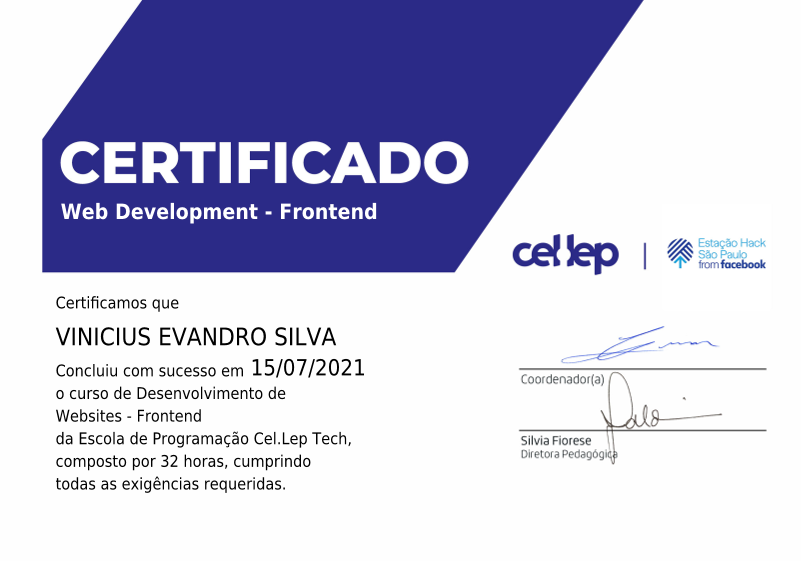 CERTIFICADO
Web Development - Frontend
cel.lep
Estação Hack
São Paulo
from facebook
Certificamos que
VINICIUS EVANDRO SILVA
Concluiu com sucesso em 15/07/2021
o curso de Desenvolvimento de
Websites - Frontend
da Escola de Programação Cel.Lep Tech,
composto por 32 horas, cumprindo
todas as exigências requeridas.
Coordenador(a)
Silvia Fiorese
Diretora Pedagógica